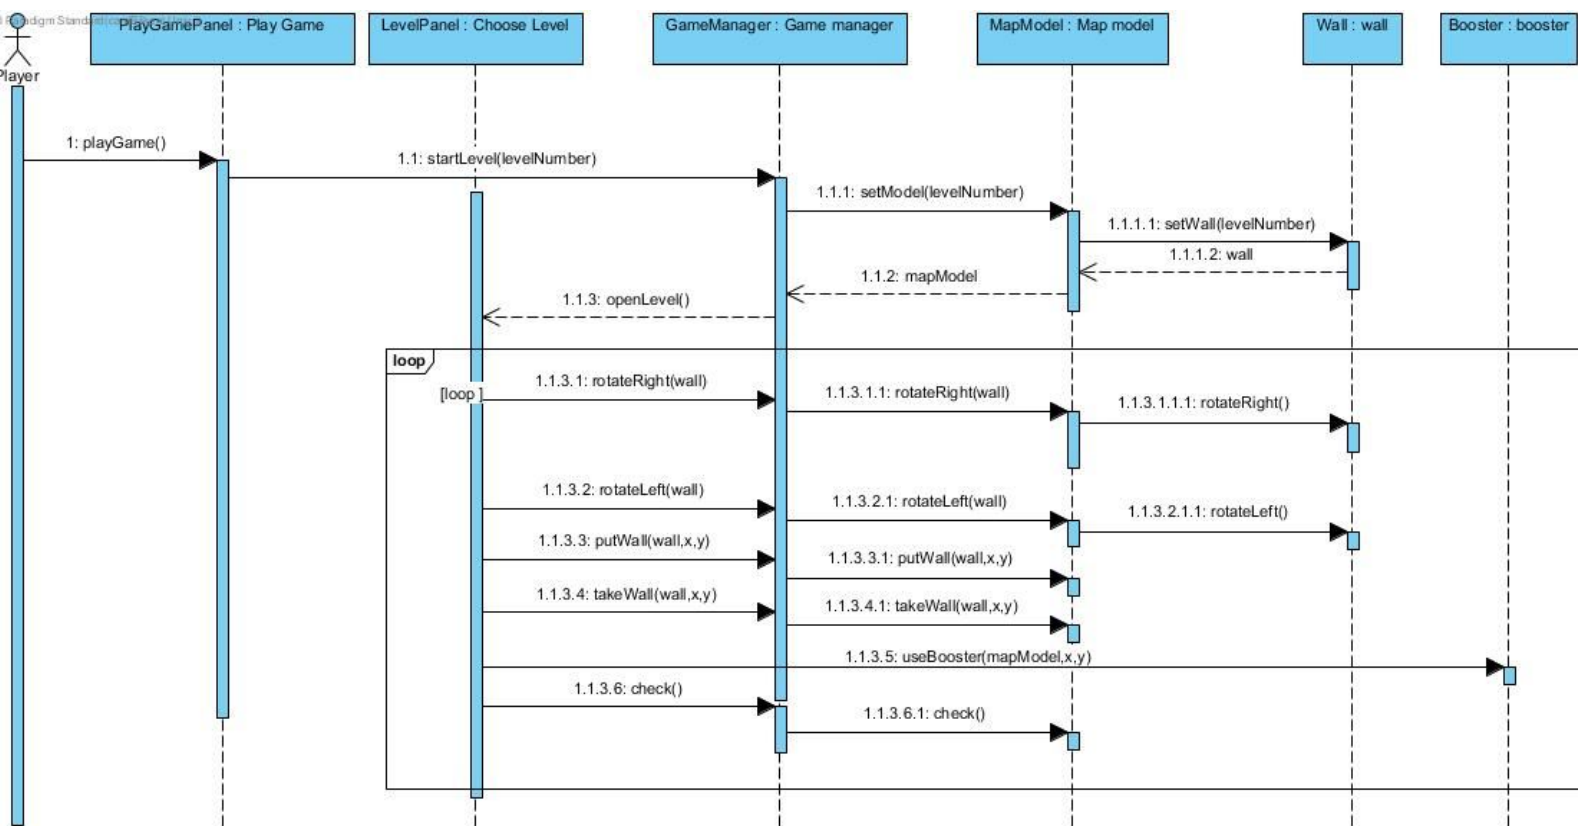 PlayGamePanel : Play Game
LevelPanel : Choose Level
GameManager : Game manager
MapModel : Map model
Wall : wall
Booster : booster
Player
1: playGame()
1.1: startLevel(levelNumber)
1.1.1: setModel(levelNumber)
1.1.1.1: setWall(levelNumber)
1.1.1.2: wall
1.1.2: mapModel
1.1.3: openLevel()
loop
[loop ]
1.1.3.1: rotateRight(wall)
1.1.3.1.1: rotateRight(wall)
1.1.3.1.1.1: rotateRight()
1.1.3.2: rotateLeft(wall)
1.1.3.2.1: rotateLeft(wall)
1.1.3.2.1.1: rotateLeft()
1.1.3.3: putWall(wall,x,y)
1.1.3.3.1: putWall(wall,x,y)
1.1.3.4: takeWall(wall,x,y)
1.1.3.4.1: takeWall(wall,x,y)
1.1.3.5: useBooster(mapModel,x,y)
1.1.3.6: check()
1.1.3.6.1: check()